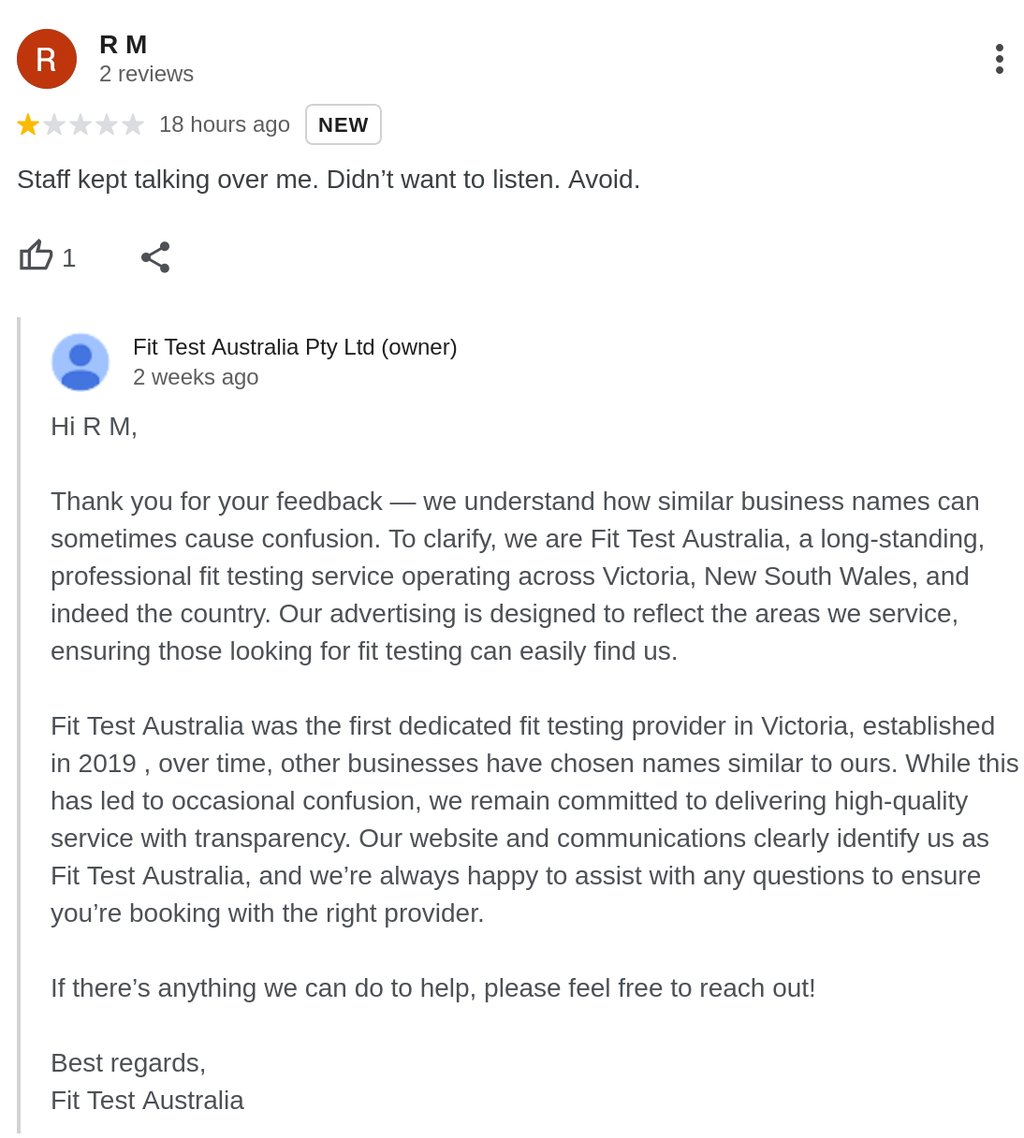 R
R M
2 reviews
18 hours ago NEW
Staff kept talking over me. Didn’t want to listen. Avoid.
1
Fit Test Australia Pty Ltd (owner)
2 weeks ago
Hi R M,
Thank you for your feedback — we understand how similar business names can
sometimes cause confusion. To clarify, we are Fit Test Australia, a long-standing,
professional fit testing service operating across Victoria, New South Wales, and
indeed the country. Our advertising is designed to reflect the areas we service,
ensuring those looking for fit testing can easily find us.
Fit Test Australia was the first dedicated fit testing provider in Victoria, established
in 2019 , over time, other businesses have chosen names similar to ours. While this
has led to occasional confusion, we remain committed to delivering high-quality
service with transparency. Our website and communications clearly identify us as
Fit Test Australia, and we’re always happy to assist with any questions to ensure
you’re booking with the right provider.
If there’s anything we can do to help, please feel free to reach out!
Best regards,
Fit Test Australia